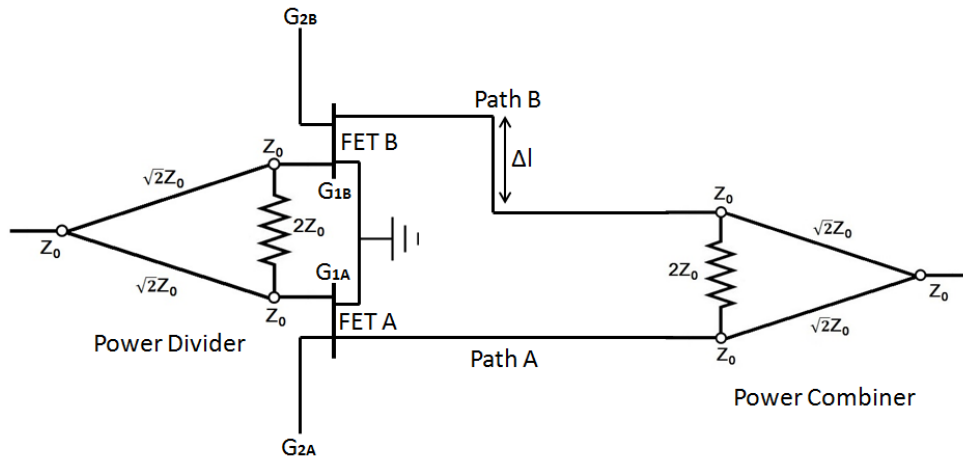 G2B
Path B
Z0
FET B
Δl
√2Z0
G1B
Z0
2Z0
√2Z0
Z0
G1A
2Z0
Z0
√2Z0
Z0
FET A
√2Z0
Power Divider
Path A
Z0
Power Combiner
G2A